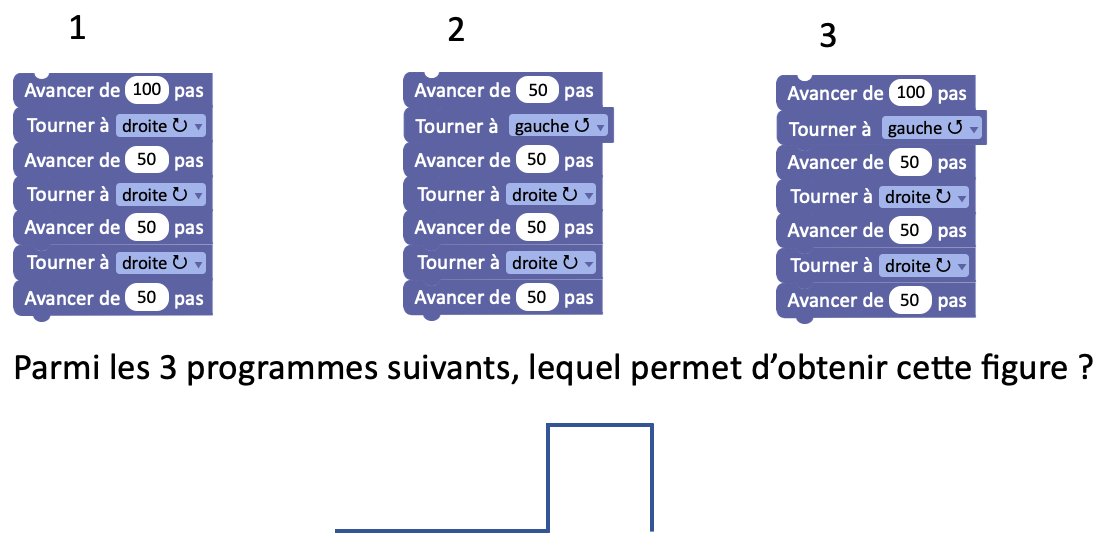 1
Avancer de 100 pas
Tourner à droite
Avancer de 50 pas
Tourner à droite
Avancer de 50 pas
Tourner à droite
Avancer de 50 pas
2
Avancer de 50 pas
Tourner à gauche
Avancer de 50 pas
Tourner à droite
Avancer de 50 pas
Tourner à droite
Avancer de 50 pas
3
Avancer de 100 pas
Tourner à gauche
Avancer de 50 pas
Tourner à droite
Avancer de 50 pas
Tourner à droite
Avancer de 50 pas
Parmi les 3 programmes suivants, lequel permet d’obtenir cette figure ?